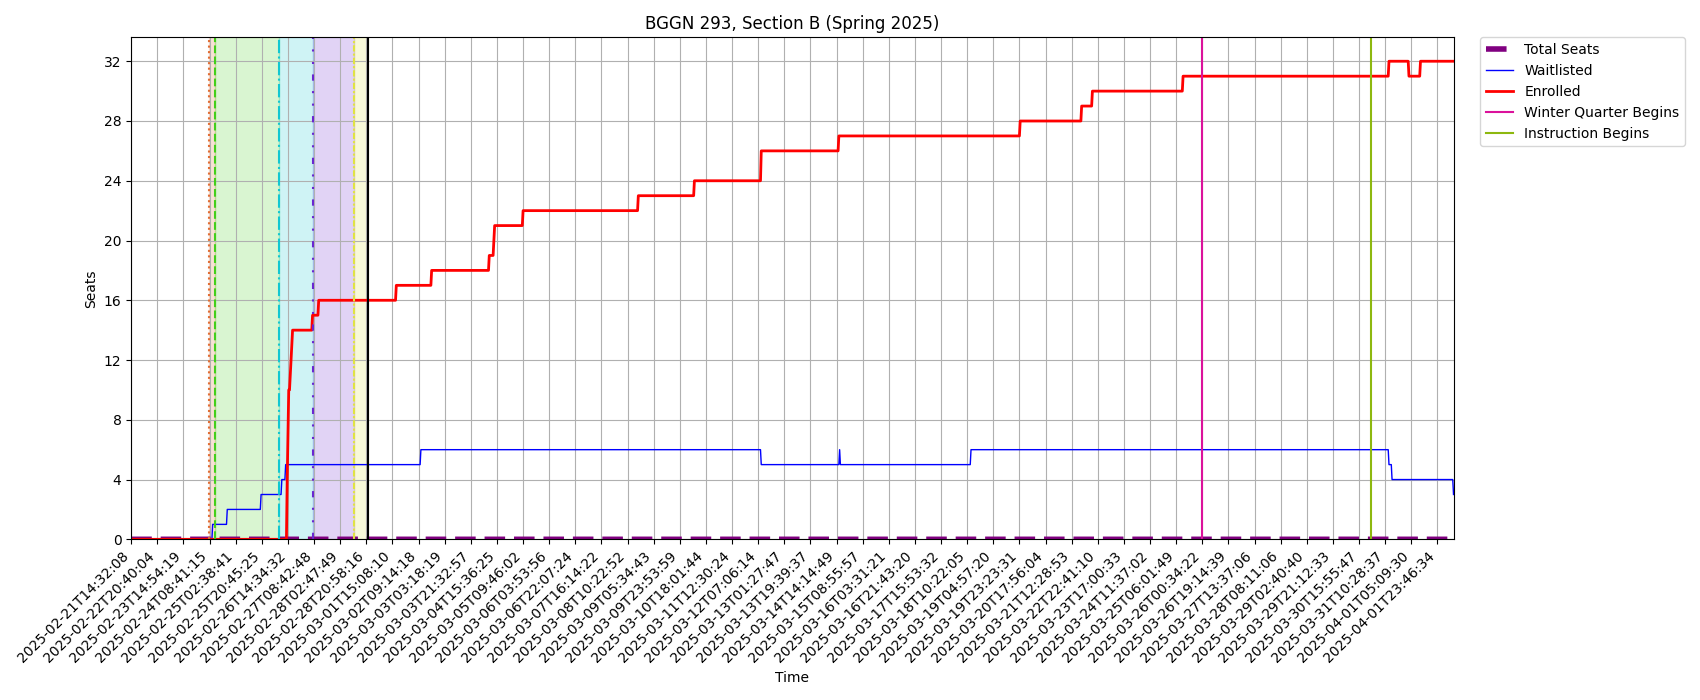 BGGN 293, Section B (Spring 2025)
Total Seats
Waitlisted
Enrolled
Winter Quarter Begins
Instruction Begins
Seats
32
28
24
20
16
12
8
4
0
2025-02-21T14:32:08
2025-02-22T20:40:04
2025-02-23T14:54:19
2025-02-24T08:41:15
2025-02-25T02:38:41
2025-02-25T20:45:23
2025-02-26T14:34:32
2025-02-27T08:42:48
2025-02-28T02:47:49
2025-02-28T20:58:16
2025-03-01T15:08:10
2025-03-02T09:14:18
2025-03-03T03:18:19
2025-03-03T21:32:57
2025-03-04T15:36:25
2025-03-05T09:46:02
2025-03-06T03:53:56
2025-03-06T22:07:24
2025-03-07T16:14:22
2025-03-08T10:22:52
2025-03-09T05:34:43
2025-03-09T23:53:59
2025-03-10T18:01:44
2025-03-11T12:30:24
2025-03-12T07:06:14
2025-03-13T01:27:47
2025-03-13T19:39:37
2025-03-14T14:14:49
2025-03-15T08:55:57
2025-03-16T03:31:21
2025-03-16T21:43:20
2025-03-17T15:53:32
2025-03-18T10:22:05
2025-03-19T04:57:20
2025-03-19T23:23:31
2025-03-20T17:56:04
2025-03-21T12:28:53
2025-03-22T22:41:10
2025-03-23T17:00:33
2025-03-24T11:37:02
2025-03-25T06:01:49
2025-03-26T00:34:22
2025-03-26T19:14:39
2025-03-27T13:37:06
2025-03-28T08:11:06
2025-03-29T02:40:40
2025-03-29T21:12:33
2025-03-30T15:55:47
2025-03-31T10:28:37
2025-04-01T05:09:30
2025-04-01T23:46:34
Time